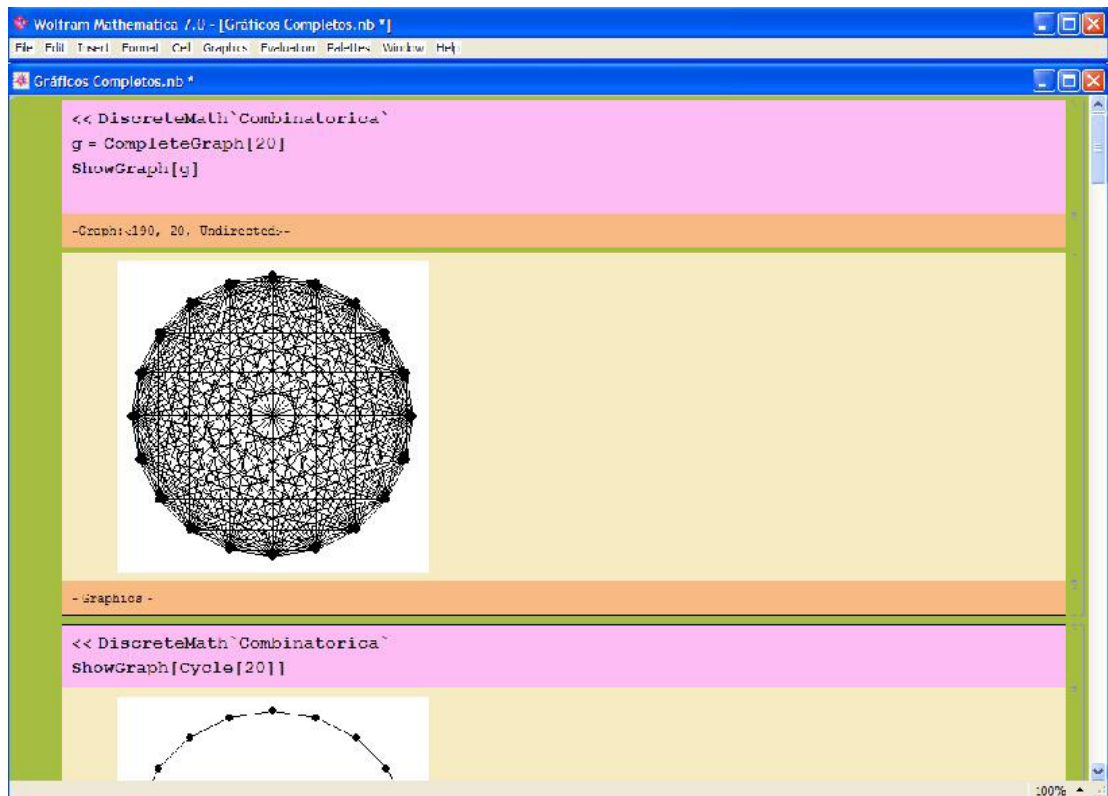 Wolfram Mathematica 7.0 - [Gráficos Completos.nb *]
File Edit Insert Format Cell Graphics Evaluation Palettes Window Help
Gráficos Completos.nb *
<< DiscreteMath`Combinatorica`
g = CompleteGraph[20]
ShowGraph[g]
-Graph:<190, 20, Undirected>-
- Graphics -
<< DiscreteMath`Combinatorica`
ShowGraph[Cycle[20]]
100%